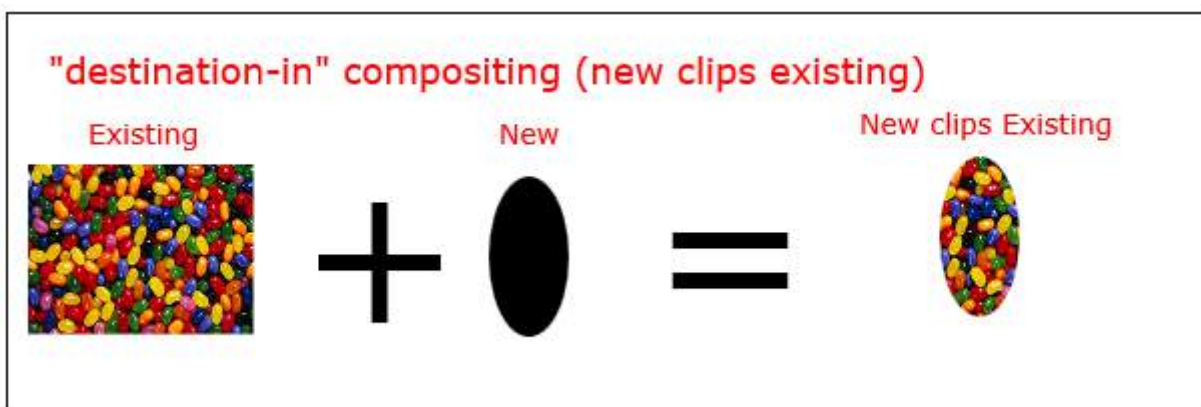 "destination-in" compositing (new clips existing)
Existing
New
New clips Existing